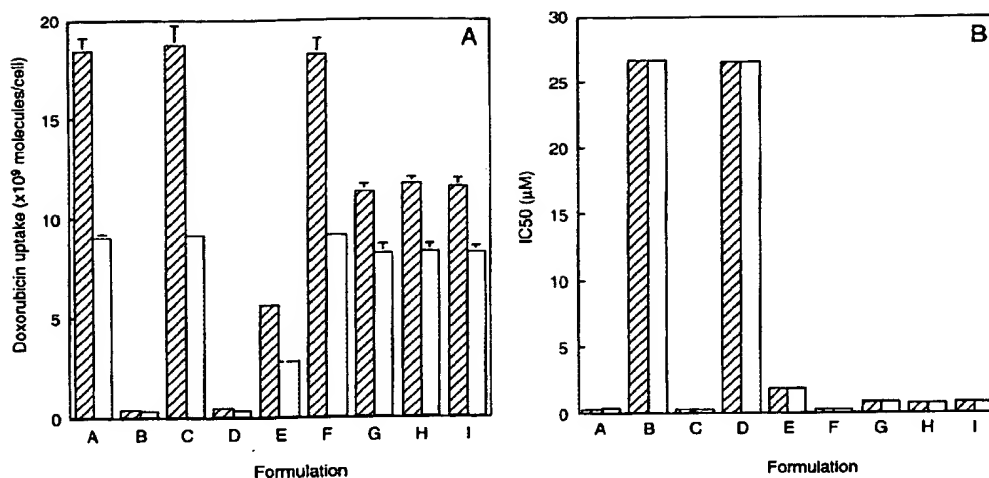 A
Doxorubicin uptake (x10⁹ molecules/cell)
20
15
10
5
0
A B C D E F G H I
Formulation
B
IC50 (μM)
30
25
20
15
10
5
0
A B C D E F G H I
Formulation